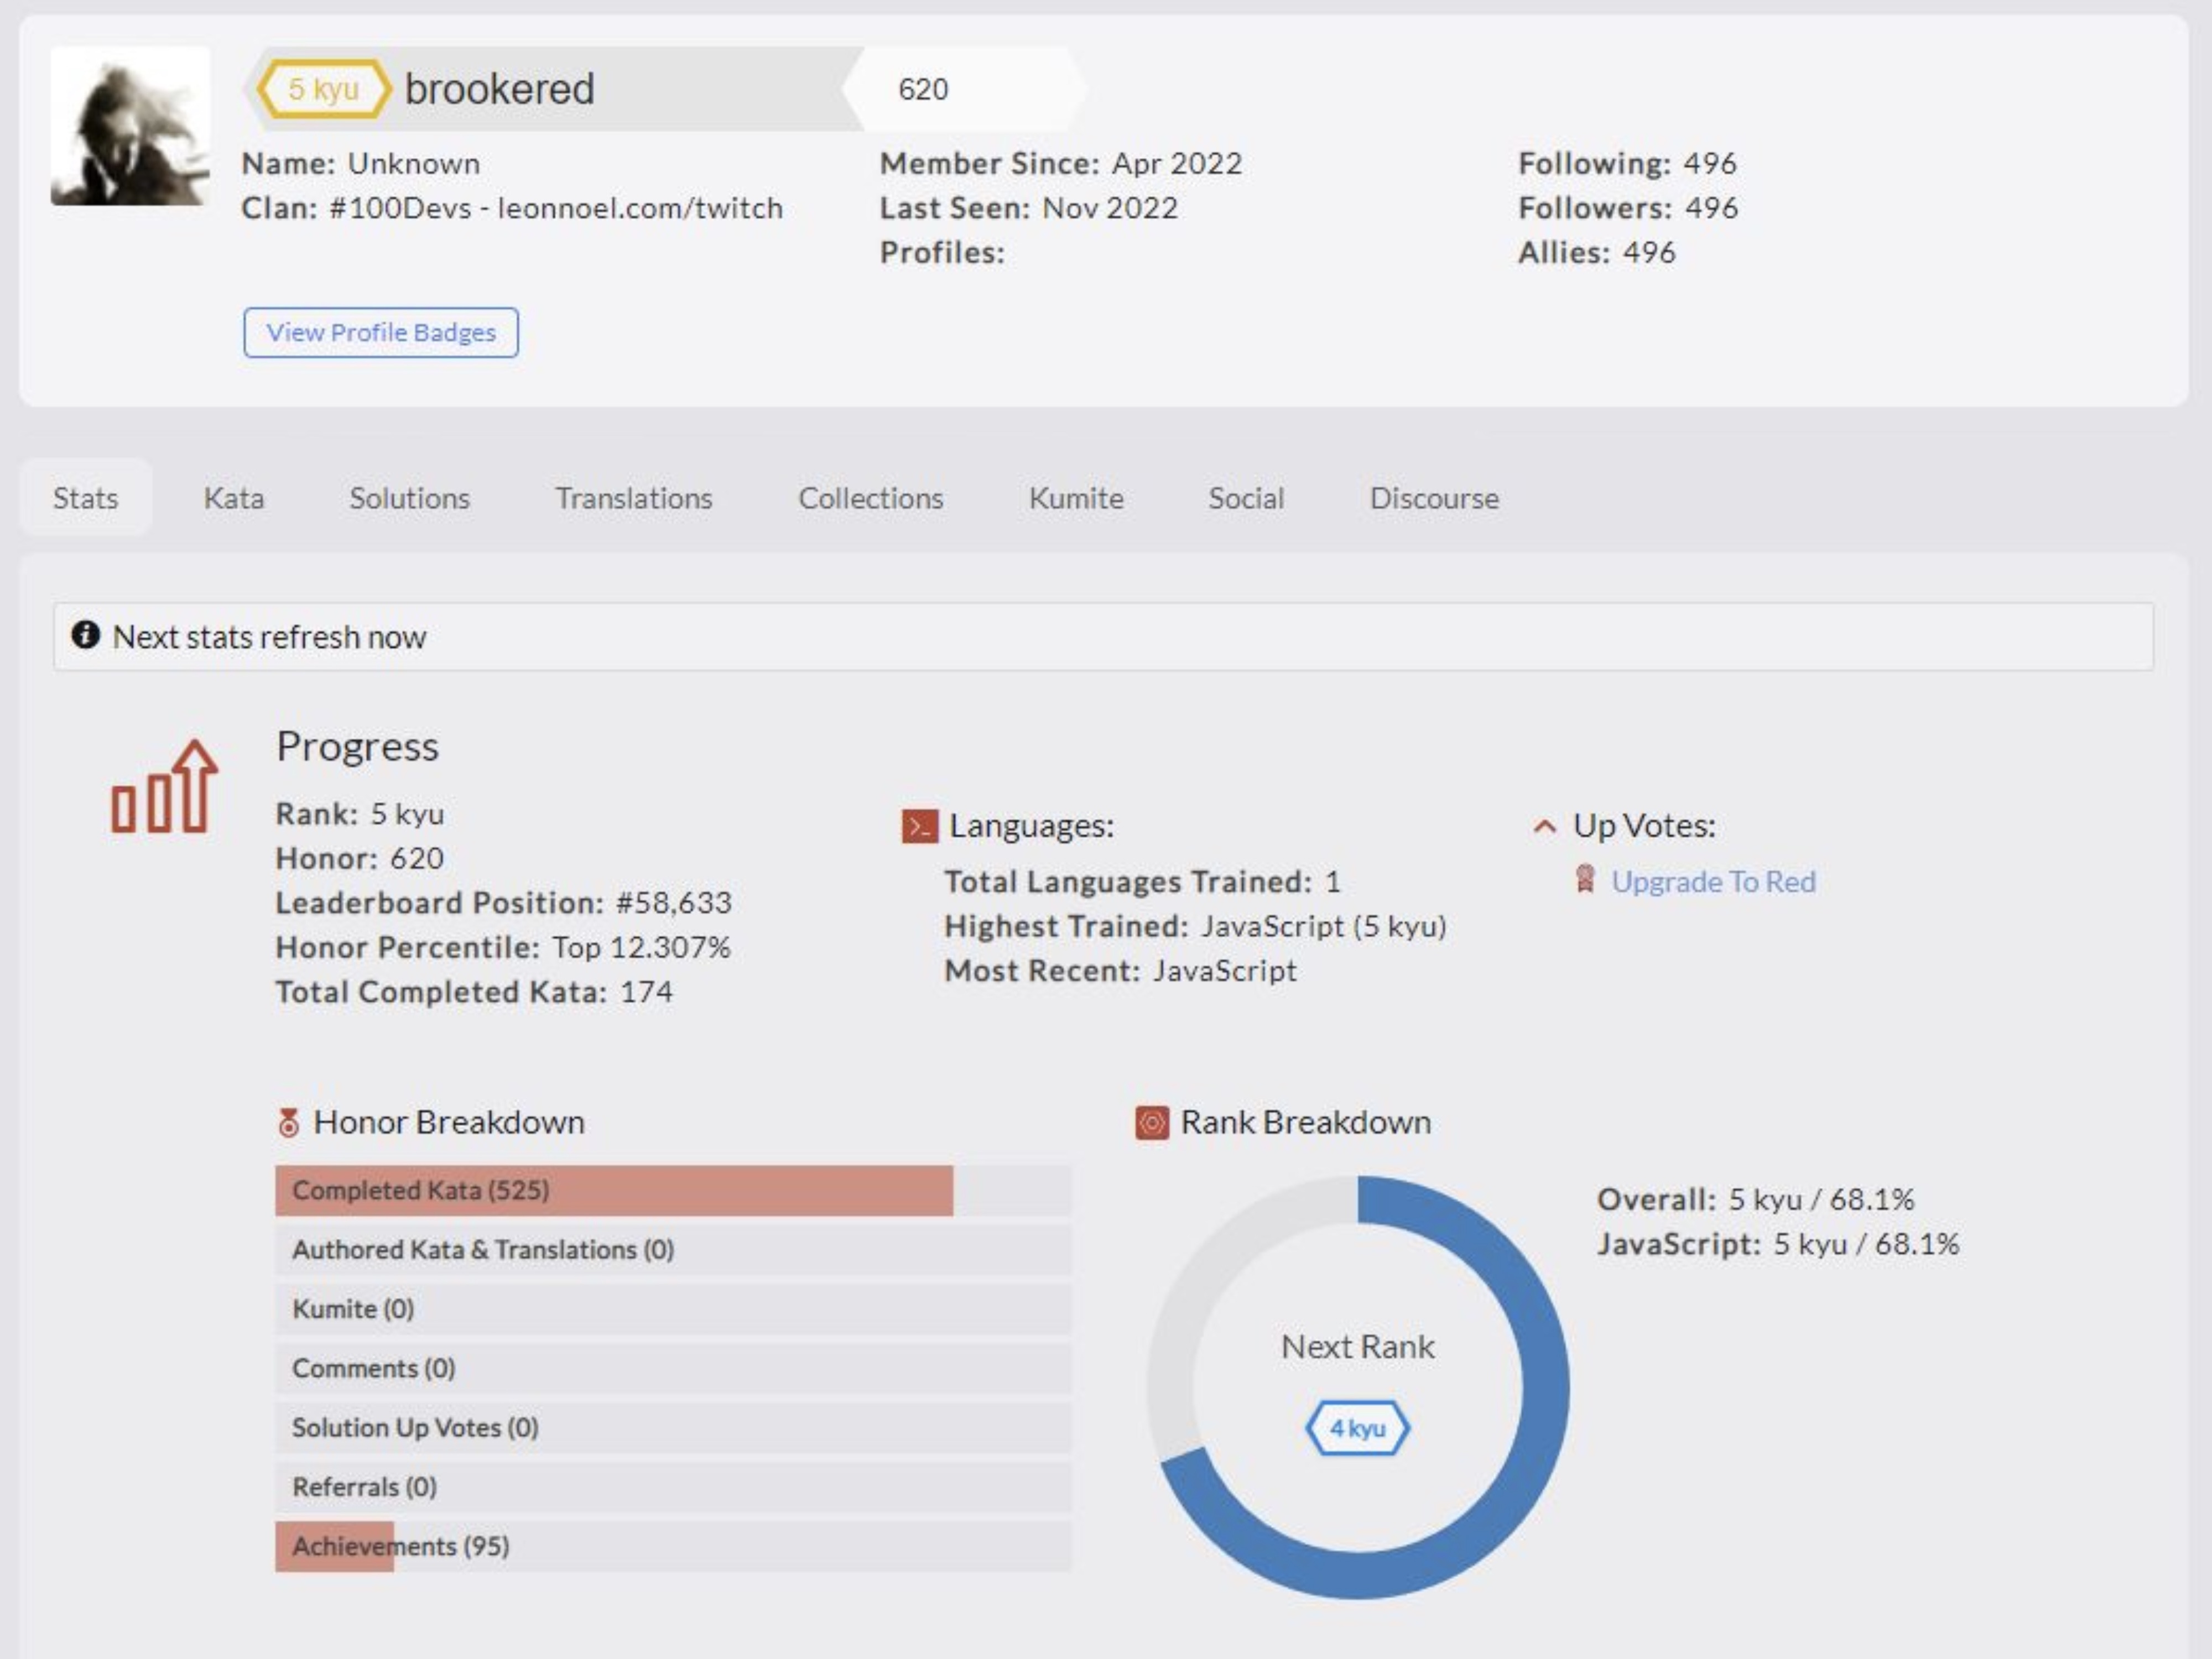 5 kyu brookered 620
Name: Unknown
Clan: #100Devs - leonnoel.com/twitch
Member Since: Apr 2022
Last Seen: Nov 2022
Profiles:
Following: 496
Followers: 496
Allies: 496
View Profile Badges
Stats Kata Solutions Translations Collections Kumite Social Discourse
Next stats refresh now
Progress
Rank: 5 kyu
Honor: 620
Leaderboard Position: #58,633
Honor Percentile: Top 12.307%
Total Completed Kata: 174
Languages:
Total Languages Trained: 1
Highest Trained: JavaScript (5 kyu)
Most Recent: JavaScript
Up Votes:
Upgrade To Red
Honor Breakdown
Completed Kata (525)
Authored Kata & Translations (0)
Kumite (0)
Comments (0)
Solution Up Votes (0)
Referrals (0)
Achievements (95)
Rank Breakdown
Next Rank
4 kyu
Overall: 5 kyu / 68.1%
JavaScript: 5 kyu / 68.1%